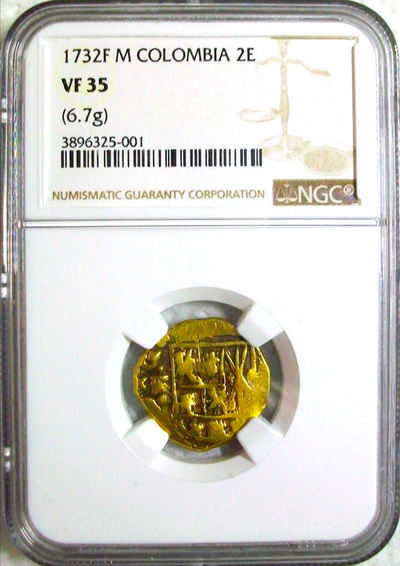 1732F M COLOMBIA 2E
VF 35
(6.7g)
3896325-001
NUMISMATIC GUARANTY CORPORATION NGC®